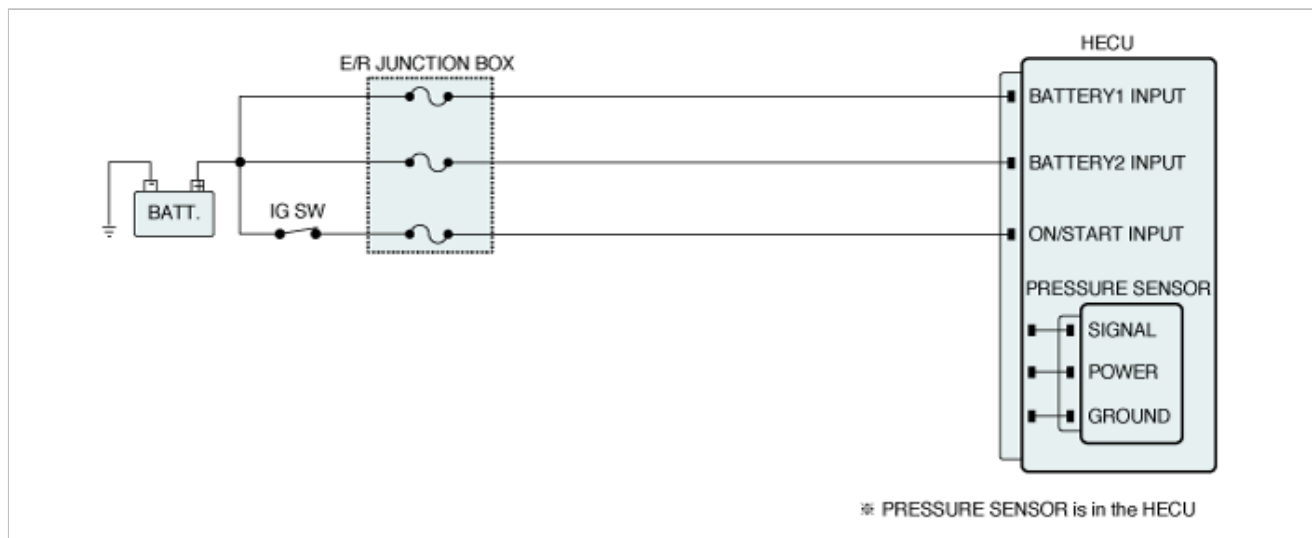 HECU
E/R JUNCTION BOX
BATTERY1 INPUT
BATTERY2 INPUT
- +
BATT.
IG SW
ON/START INPUT
PRESSURE SENSOR
SIGNAL
POWER
GROUND
※ PRESSURE SENSOR is in the HECU